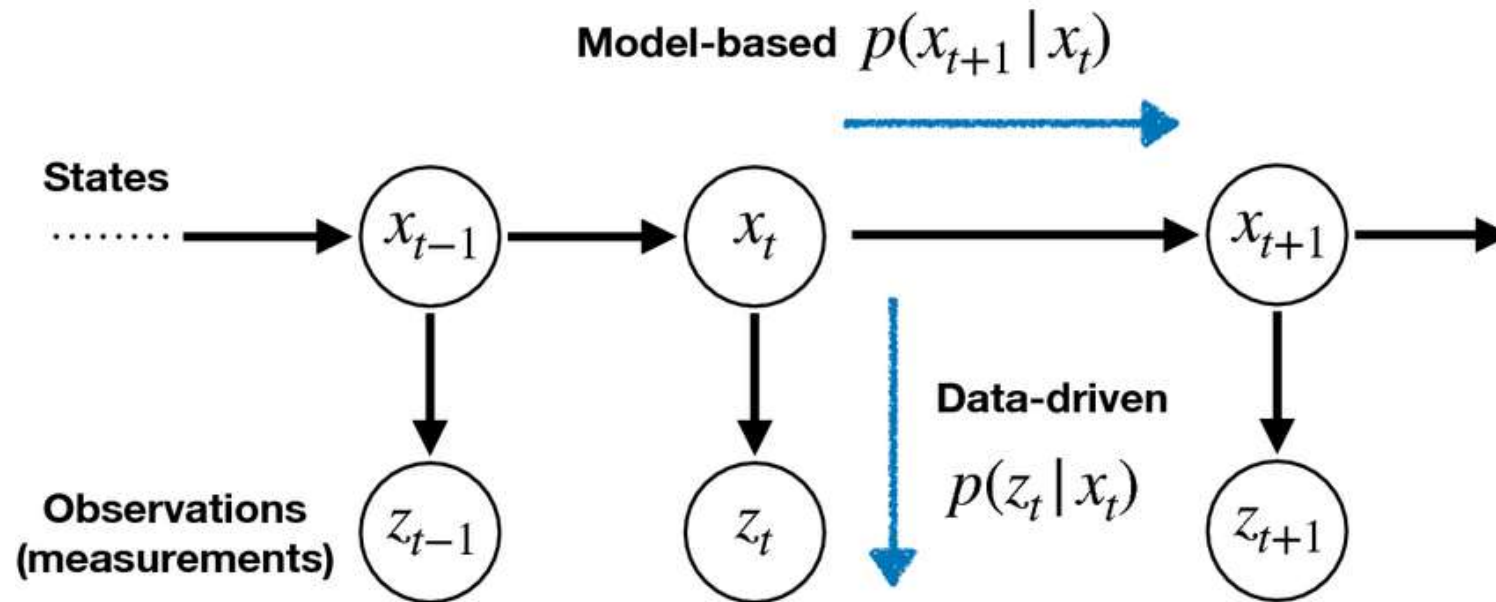 Model-based p(x_{t+1} | x_t)
States
x_{t−1}
x_t
x_{t+1}
Data-driven
p(z_t | x_t)
Observations
(measurements)
z_{t−1}
z_t
z_{t+1}